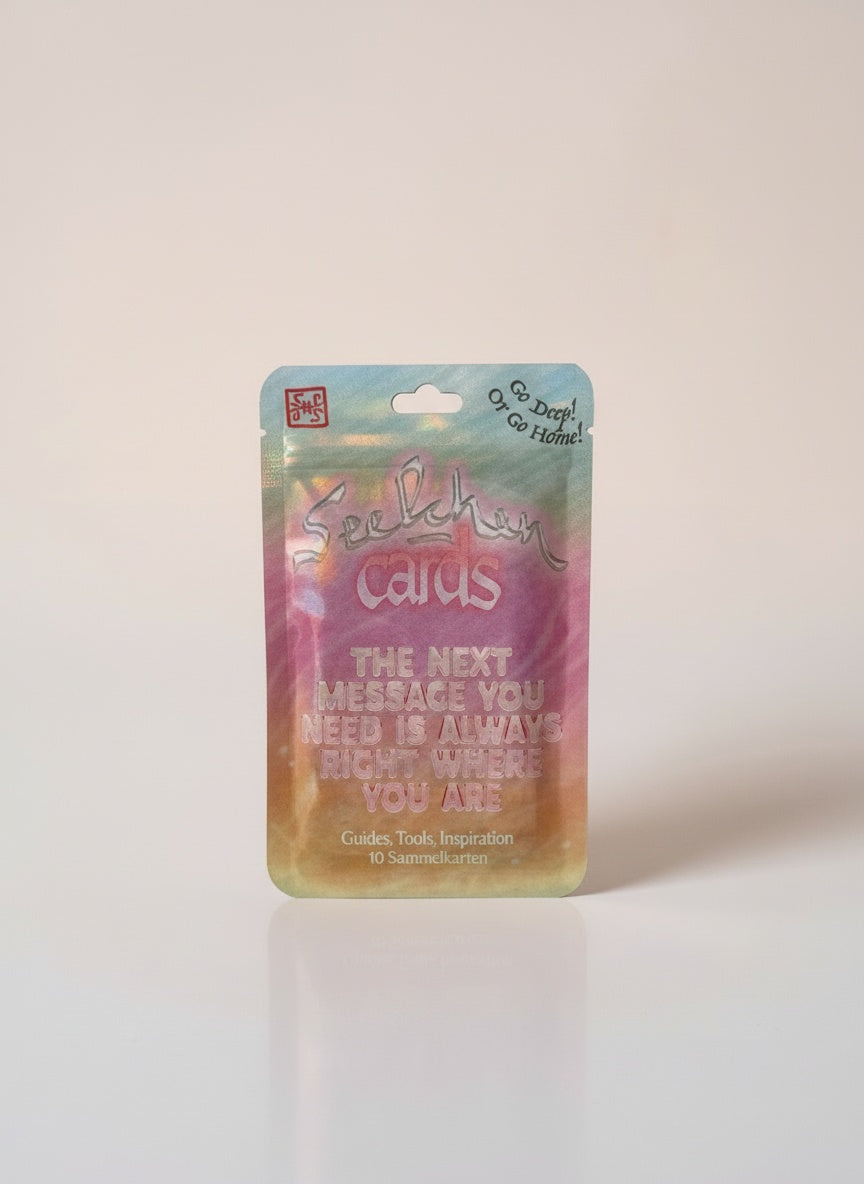 Go Deep!
Or Go Home!
Seelchen
cards
THE NEXT
MESSAGE YOU
NEED IS ALWAYS
RIGHT WHERE
YOU ARE
Guides, Tools, Inspiration
10 Sammelkarten